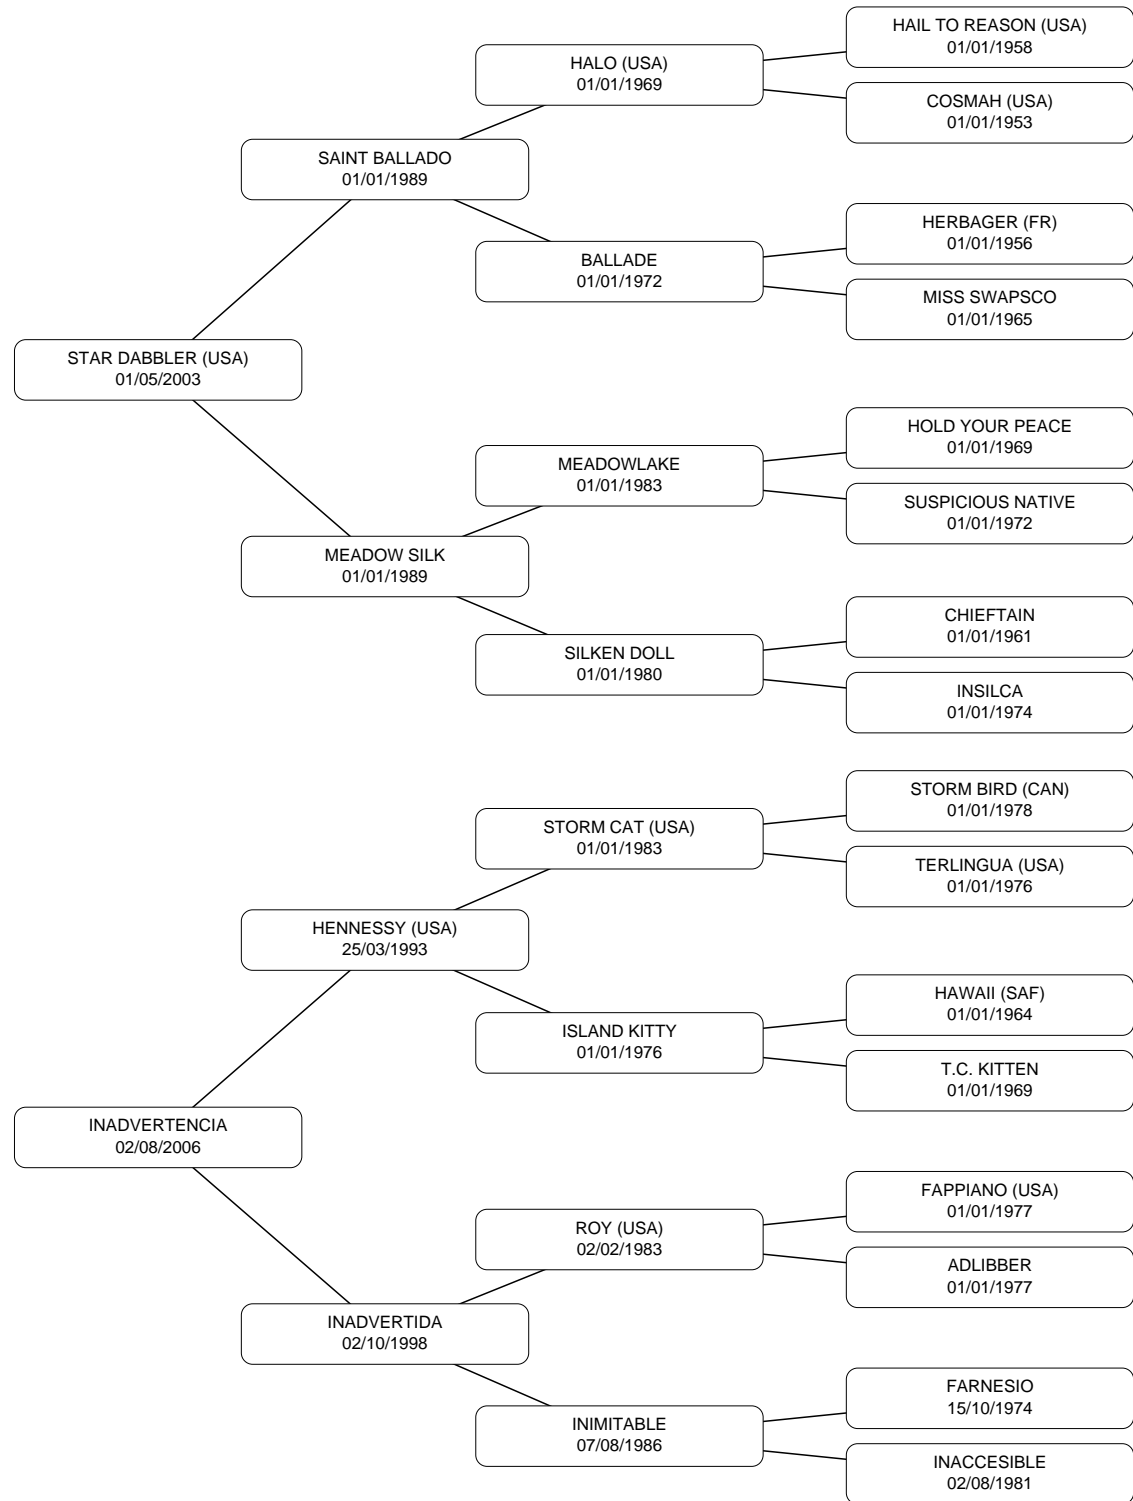 HAIL TO REASON (USA)
01/01/1958
HALO (USA)
01/01/1969
COSMAH (USA)
01/01/1953
SAINT BALLADO
01/01/1989
HERBAGER (FR)
01/01/1956
BALLADE
01/01/1972
MISS SWAPSCO
01/01/1965
STAR DABBLER (USA)
01/05/2003
HOLD YOUR PEACE
01/01/1969
MEADOWLAKE
01/01/1983
SUSPICIOUS NATIVE
01/01/1972
MEADOW SILK
01/01/1989
CHIEFTAIN
01/01/1961
SILKEN DOLL
01/01/1980
INSILCA
01/01/1974
STORM BIRD (CAN)
01/01/1978
STORM CAT (USA)
01/01/1983
TERLINGUA (USA)
01/01/1976
HENNESSY (USA)
25/03/1993
HAWAII (SAF)
01/01/1964
ISLAND KITTY
01/01/1976
T.C. KITTEN
01/01/1969
INADVERTENCIA
02/08/2006
FAPPIANO (USA)
01/01/1977
ROY (USA)
02/02/1983
ADLIBBER
01/01/1977
INADVERTIDA
02/10/1998
FARNESIO
15/10/1974
INIMITABLE
07/08/1986
INACCESIBLE
02/08/1981